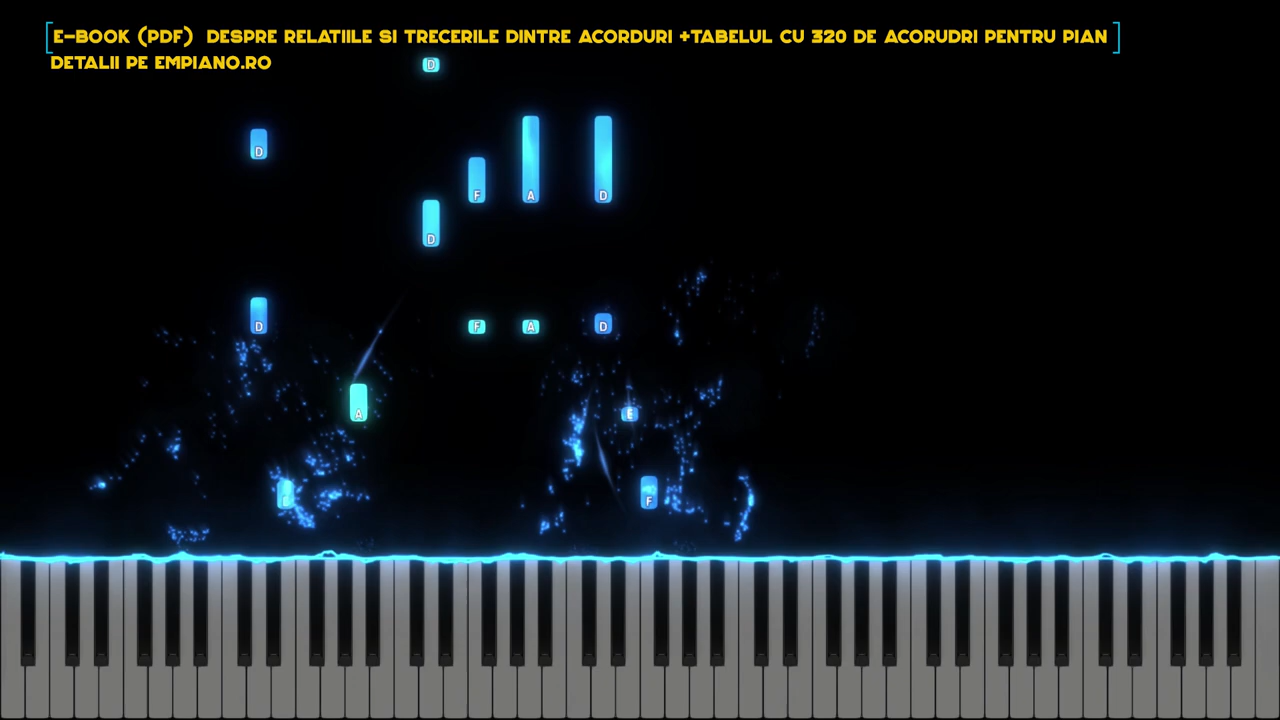 E-BOOK (PDF) DESPRE RELATIILE SI TRECERILE DINTRE ACORDURI +TABELUL CU 320 DE ACORUDRI PENTRU PIAN
DETALII PE EMPIANO.RO
D
D
F A D
D
D F A D
A E
F